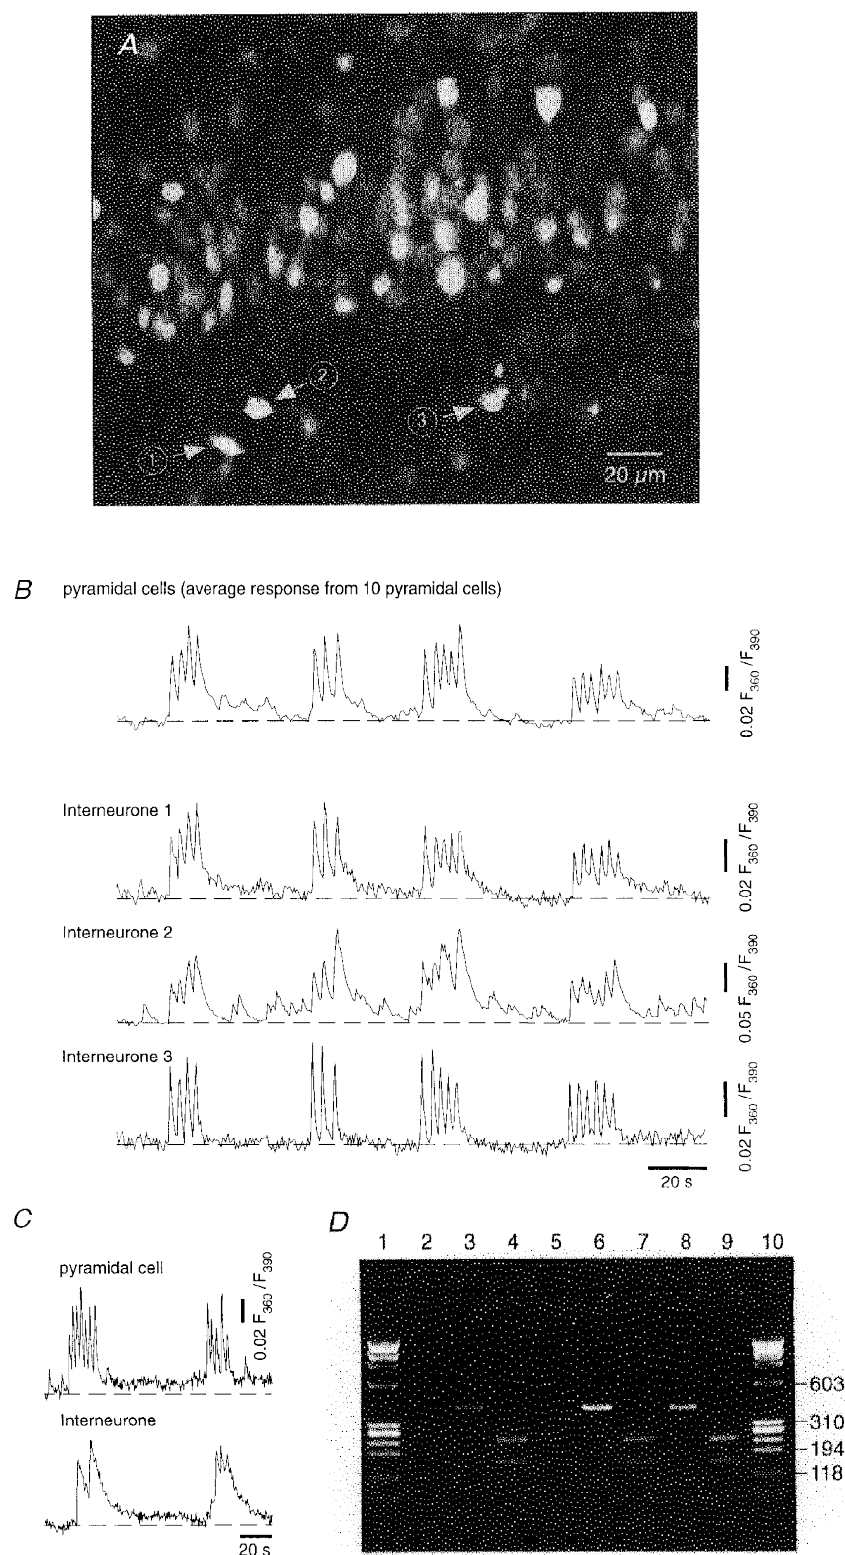 A
②
③
①
20 µm
B pyramidal cells (average response from 10 pyramidal cells)
0.02 F360/F390
Interneurone 1
0.02 F360/F390
Interneurone 2
0.05 F360/F390
Interneurone 3
0.02 F360/F390
20 s
C
pyramidal cell
0.02 F360/F390
Interneurone
20 s
D
1 2 3 4 5 6 7 8 9 10
603
310
194
118